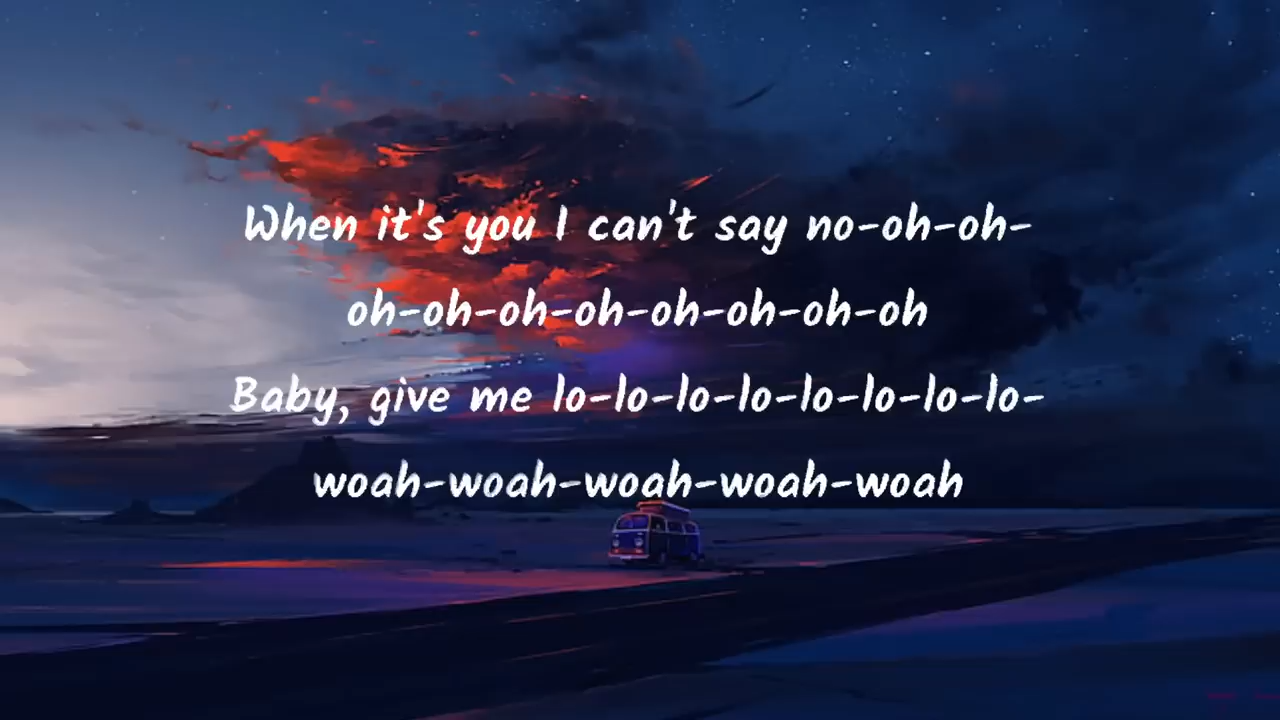 When it's you I can't say no-oh-oh-
oh-oh-oh-oh-oh-oh-oh-oh
Baby, give me lo-lo-lo-lo-lo-lo-lo-lo-
woah-woah-woah-woah-woah